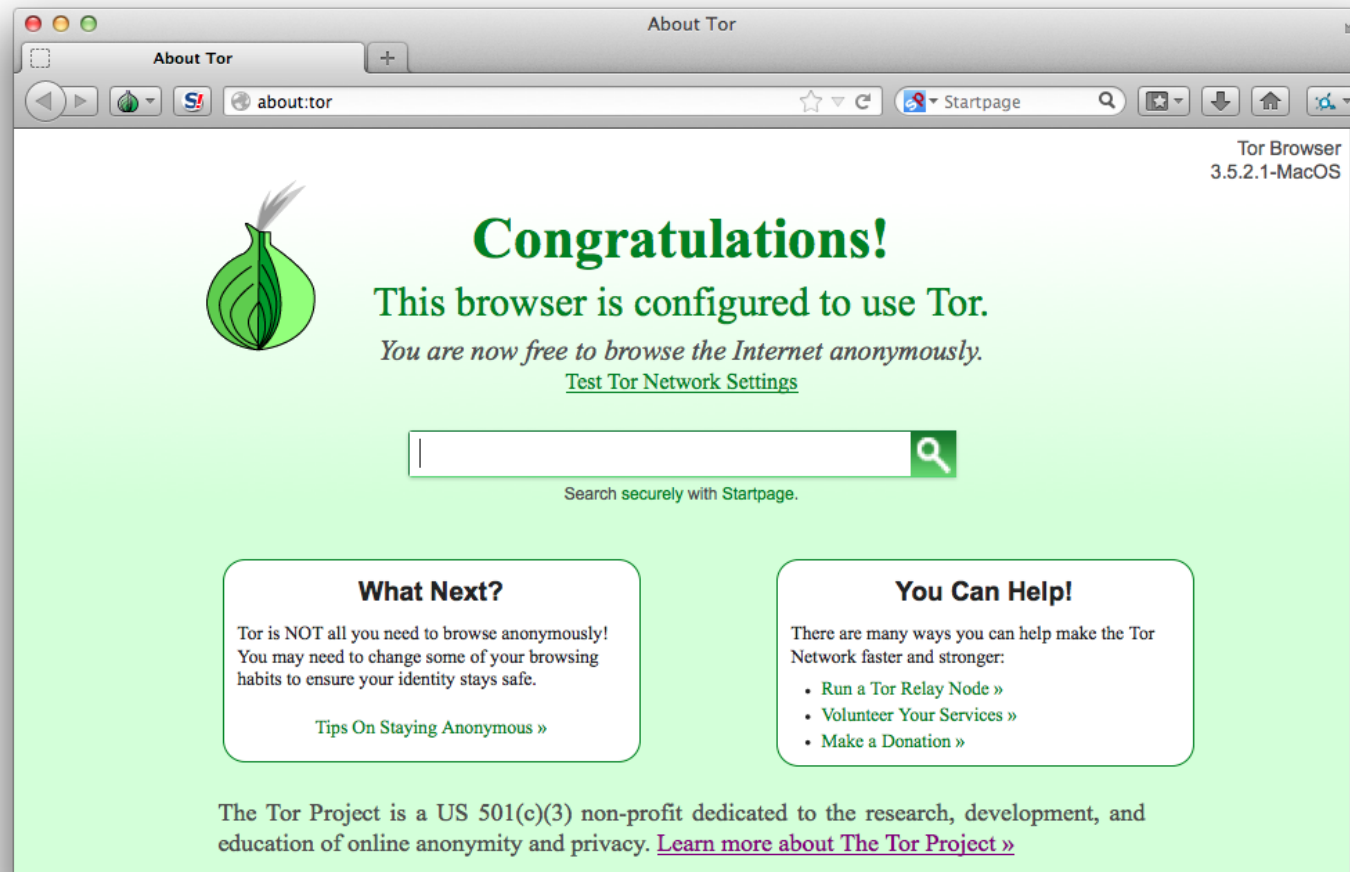 About Tor
About Tor
about:tor
Startpage
Tor Browser
3.5.2.1-MacOS
Congratulations!
This browser is configured to use Tor.
You are now free to browse the Internet anonymously.
Test Tor Network Settings
Search securely with Startpage.
What Next?
Tor is NOT all you need to browse anonymously!
You may need to change some of your browsing
habits to ensure your identity stays safe.
Tips On Staying Anonymous »
You Can Help!
There are many ways you can help make the Tor
Network faster and stronger:
• Run a Tor Relay Node »
• Volunteer Your Services »
• Make a Donation »
The Tor Project is a US 501(c)(3) non-profit dedicated to the research, development, and
education of online anonymity and privacy. Learn more about The Tor Project »